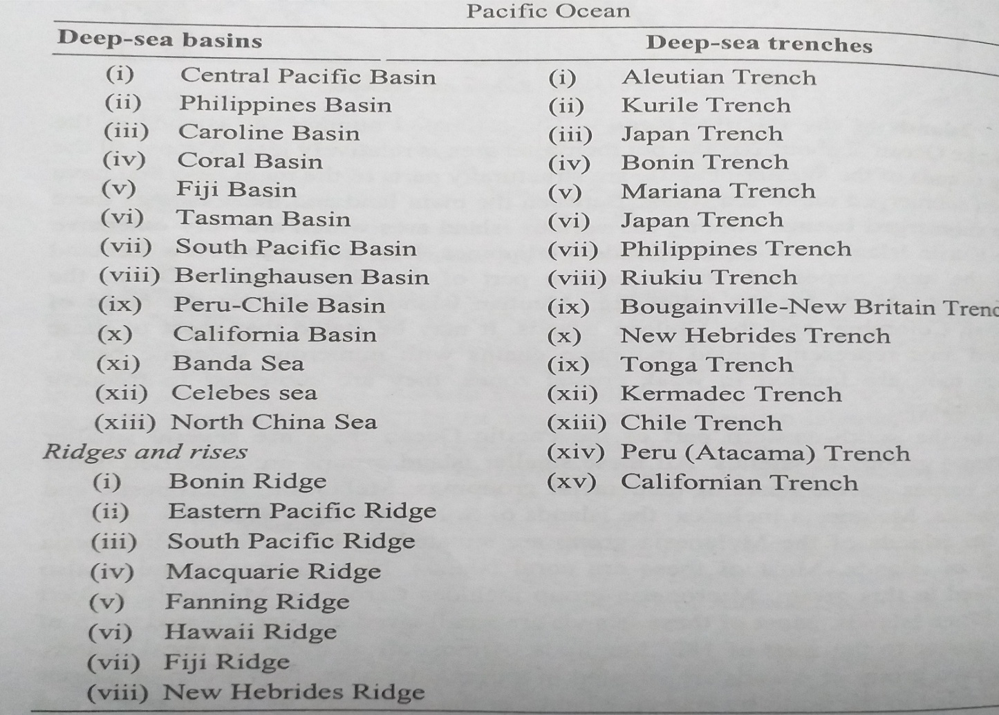 Pacific Ocean
Deep-sea basins
(i) Central Pacific Basin
(ii) Philippines Basin
(iii) Caroline Basin
(iv) Coral Basin
(v) Fiji Basin
(vi) Tasman Basin
(vii) South Pacific Basin
(viii) Berlinghausen Basin
(ix) Peru-Chile Basin
(x) California Basin
(xi) Banda Sea
(xii) Celebes sea
(xiii) North China Sea
Ridges and rises
(i) Bonin Ridge
(ii) Eastern Pacific Ridge
(iii) South Pacific Ridge
(iv) Macquarie Ridge
(v) Fanning Ridge
(vi) Hawaii Ridge
(vii) Fiji Ridge
(viii) New Hebrides Ridge
Deep-sea trenches
(i) Aleutian Trench
(ii) Kurile Trench
(iii) Japan Trench
(iv) Bonin Trench
(v) Mariana Trench
(vi) Japan Trench
(vii) Philippines Trench
(viii) Riukiu Trench
(ix) Bougainville-New Britain Trenc
(x) New Hebrides Trench
(ix) Tonga Trench
(xii) Kermadec Trench
(xiii) Chile Trench
(xiv) Peru (Atacama) Trench
(xv) Californian Trench